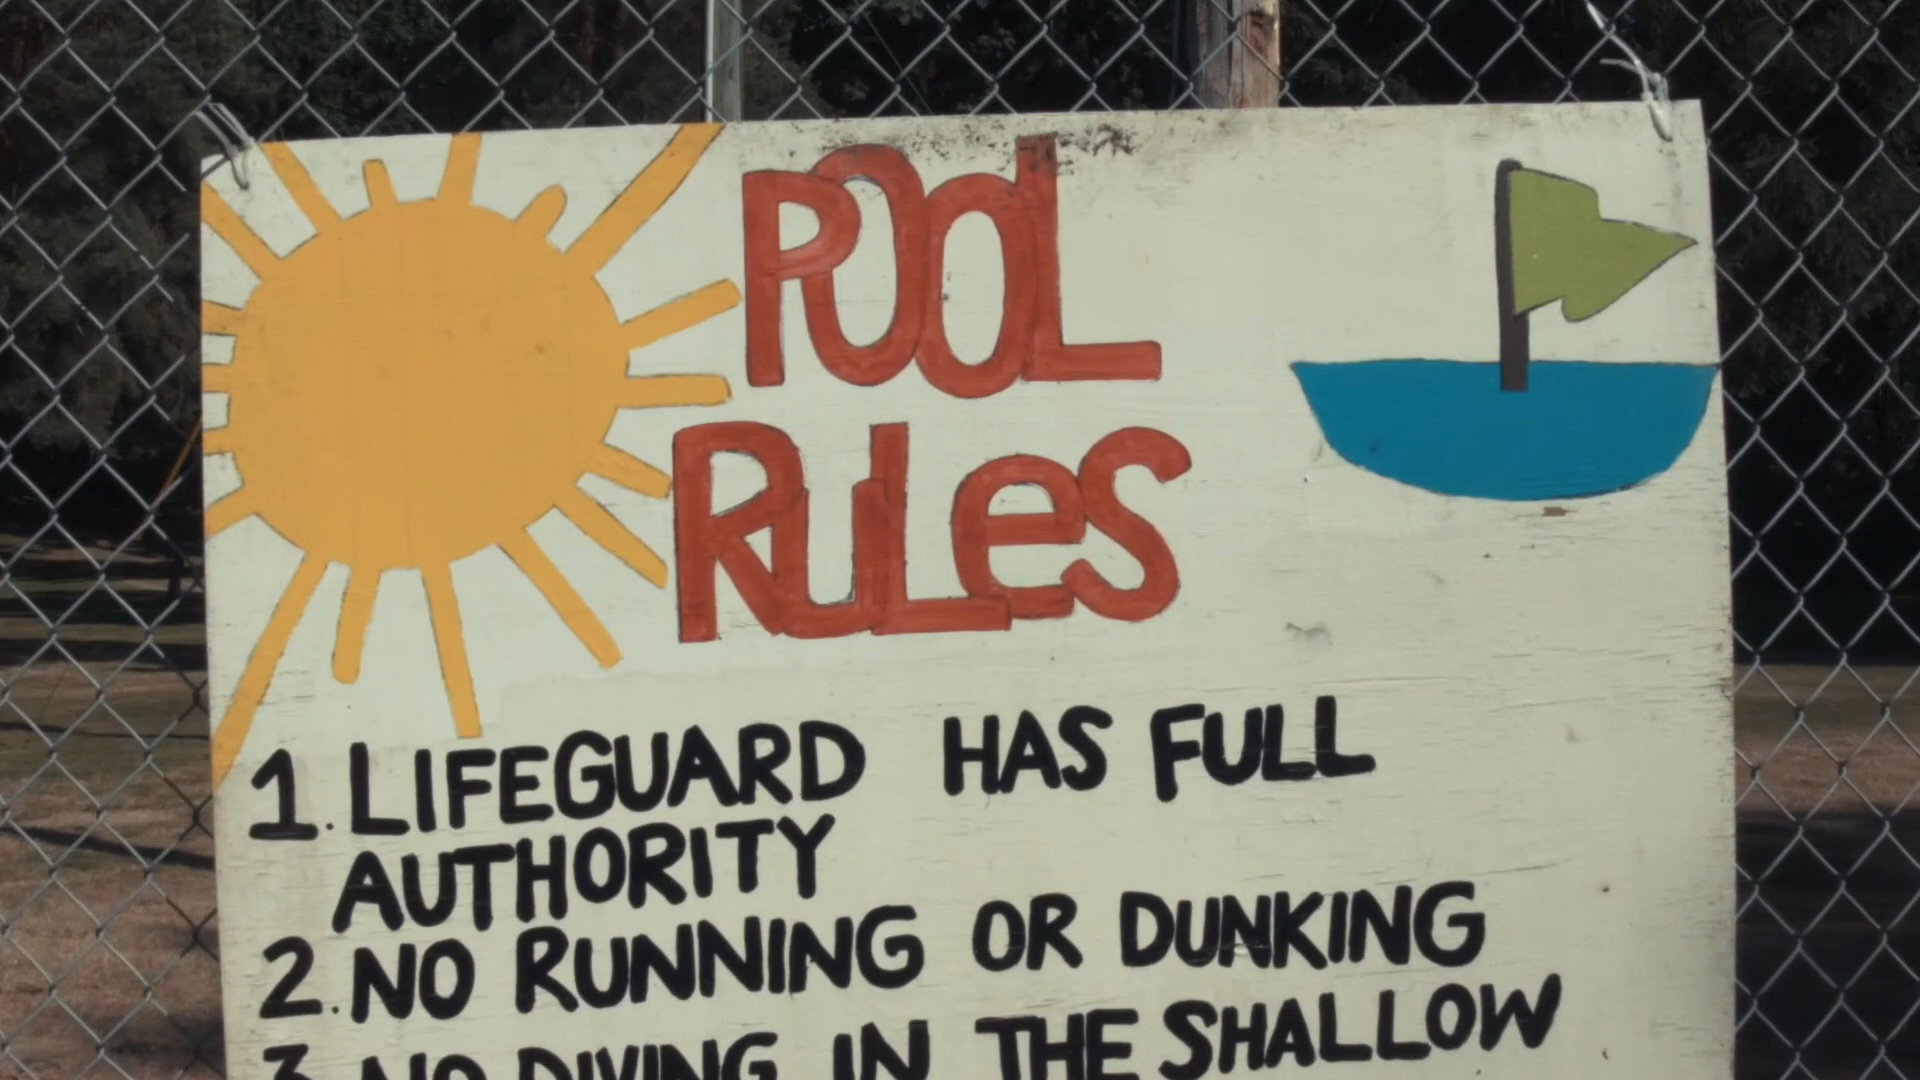 POOL
RULeS
1. LIFEGUARD HAS FULL
AUTHORITY
2. NO RUNNING OR DUNKING
3. NO DIVING IN THE SHALLOW